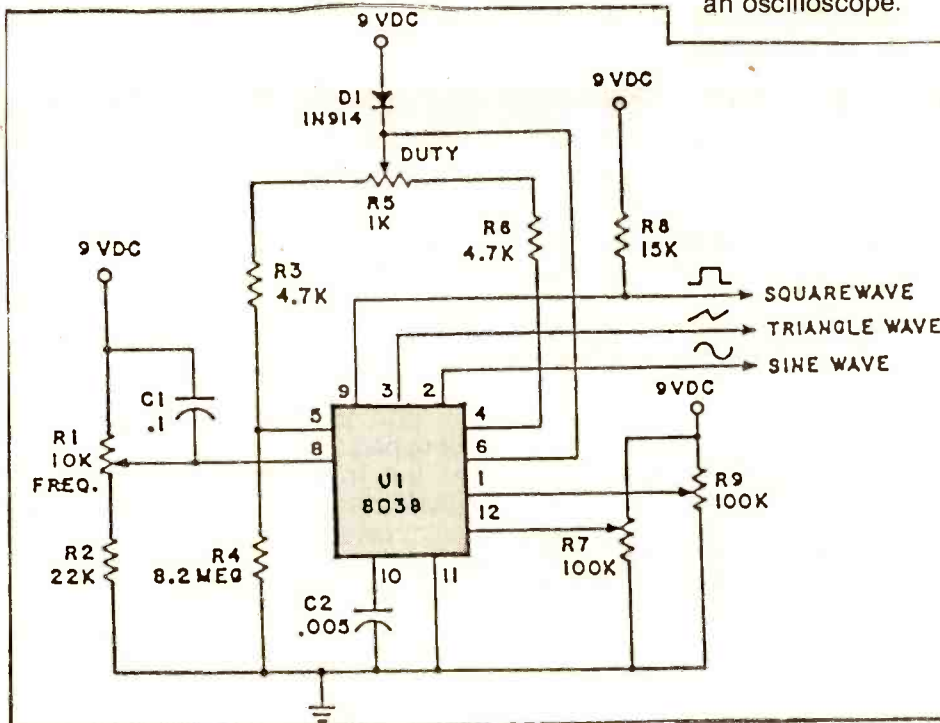 an oscilloscope.
9 VDC
D1
1N914
DUTY
R5
1K
9 VDC
R8
15K
R6
4.7K
9 VDC
R3
4.7K
SQUAREWAVE
TRIANGLE WAVE
SINE WAVE
9VDC
C1
.1
R1
10K
FREQ.
9
3
2
5
8
4
6
1
12
U1
8038
R9
100K
R7
100K
R2
22K
R4
8.2 MEG
10
11
C2
.005